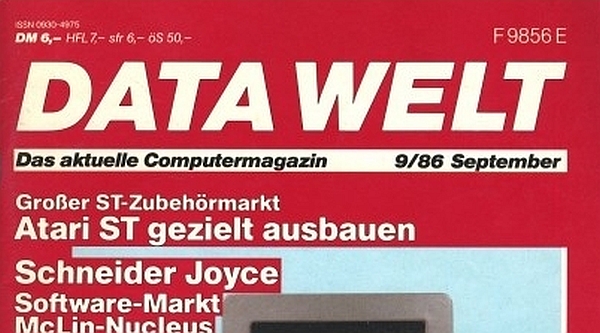 ISSN 0930-4975
DM 6,– HFL 7,– sfr 6,– öS 50,–
F 9856 E
DATA WELT
Das aktuelle Computermagazin 9/86 September
Großer ST-Zubehörmarkt
Atari ST gezielt ausbauen
Schneider Joyce
Software-Markt
McLin-Nucleus